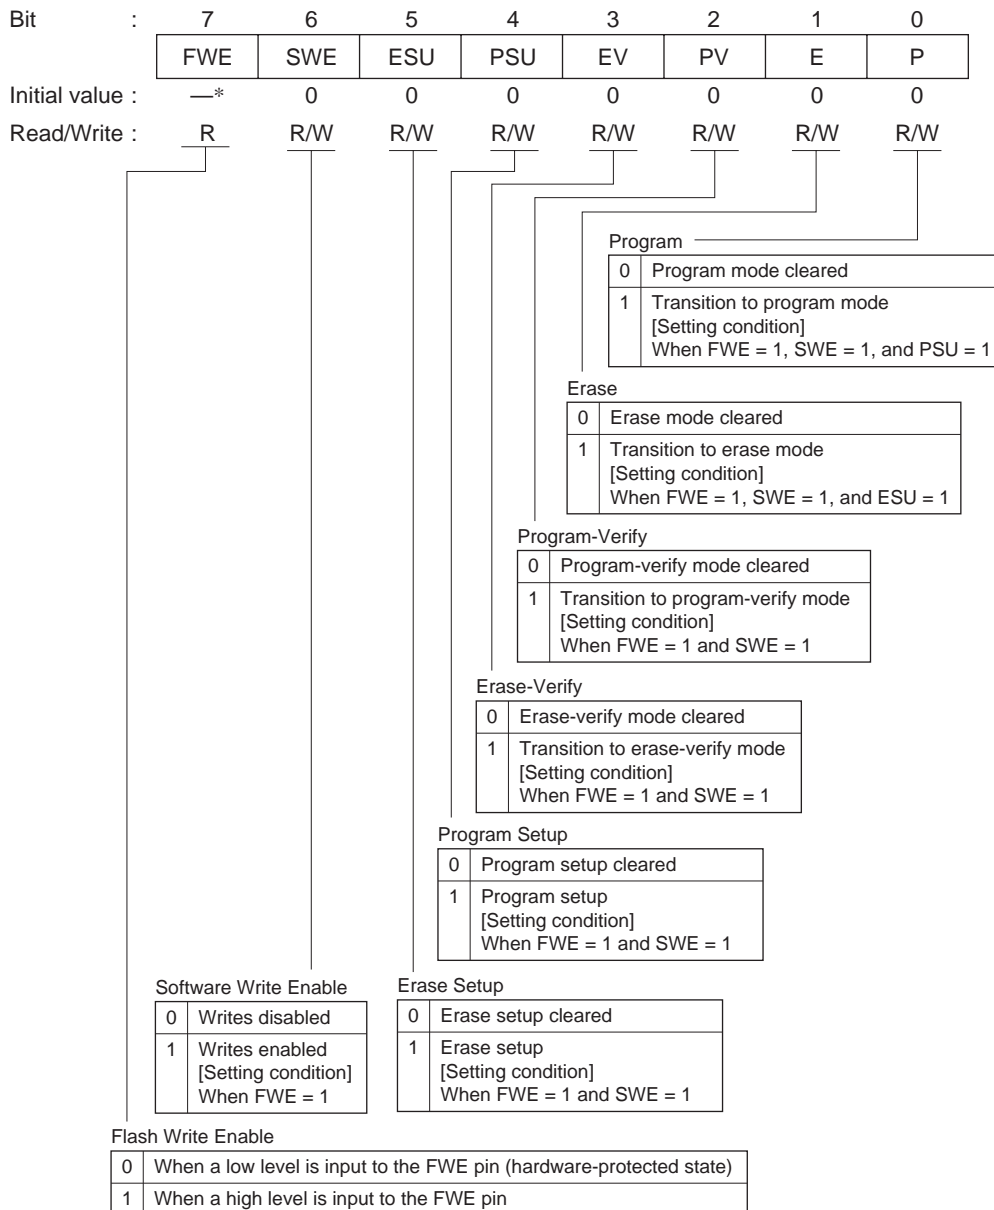 Bit : 7 6 5 4 3 2 1 0
FWE SWE ESU PSU EV PV E P
Initial value : —* 0 0 0 0 0 0 0
Read/Write : R R/W R/W R/W R/W R/W R/W R/W
Program
0 Program mode cleared
1 Transition to program mode
[Setting condition]
When FWE = 1, SWE = 1, and PSU = 1
Erase
0 Erase mode cleared
1 Transition to erase mode
[Setting condition]
When FWE = 1, SWE = 1, and ESU = 1
Program-Verify
0 Program-verify mode cleared
1 Transition to program-verify mode
[Setting condition]
When FWE = 1 and SWE = 1
Erase-Verify
0 Erase-verify mode cleared
1 Transition to erase-verify mode
[Setting condition]
When FWE = 1 and SWE = 1
Program Setup
0 Program setup cleared
1 Program setup
[Setting condition]
When FWE = 1 and SWE = 1
Software Write Enable
0 Writes disabled
1 Writes enabled
[Setting condition]
When FWE = 1
Erase Setup
0 Erase setup cleared
1 Erase setup
[Setting condition]
When FWE = 1 and SWE = 1
Flash Write Enable
0 When a low level is input to the FWE pin (hardware-protected state)
1 When a high level is input to the FWE pin